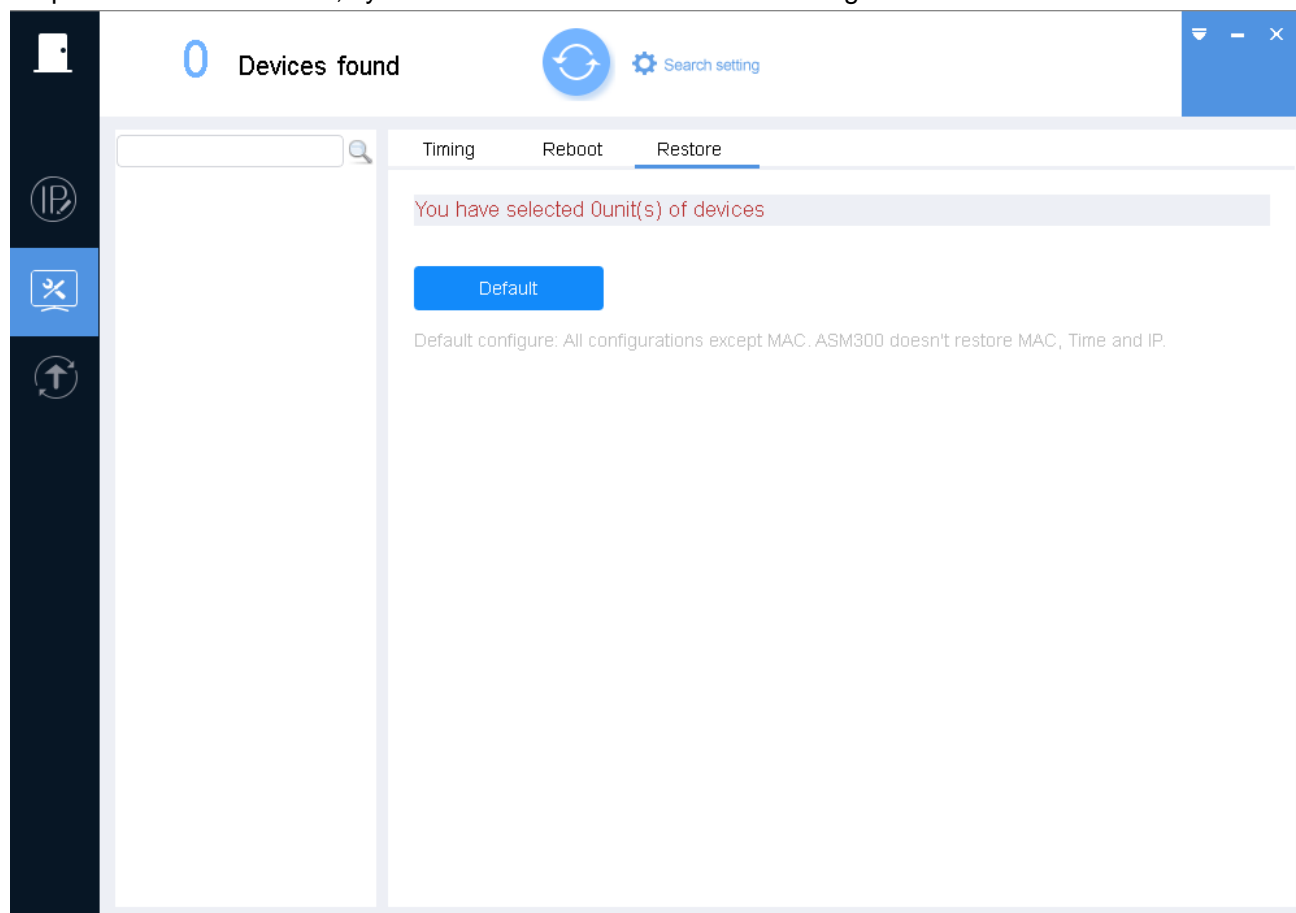 0 Devices found
Search setting
Timing Reboot Restore
IP
You have selected 0unit(s) of devices
Default
Default configure: All configurations except MAC. ASM300 doesn't restore MAC, Time and IP.